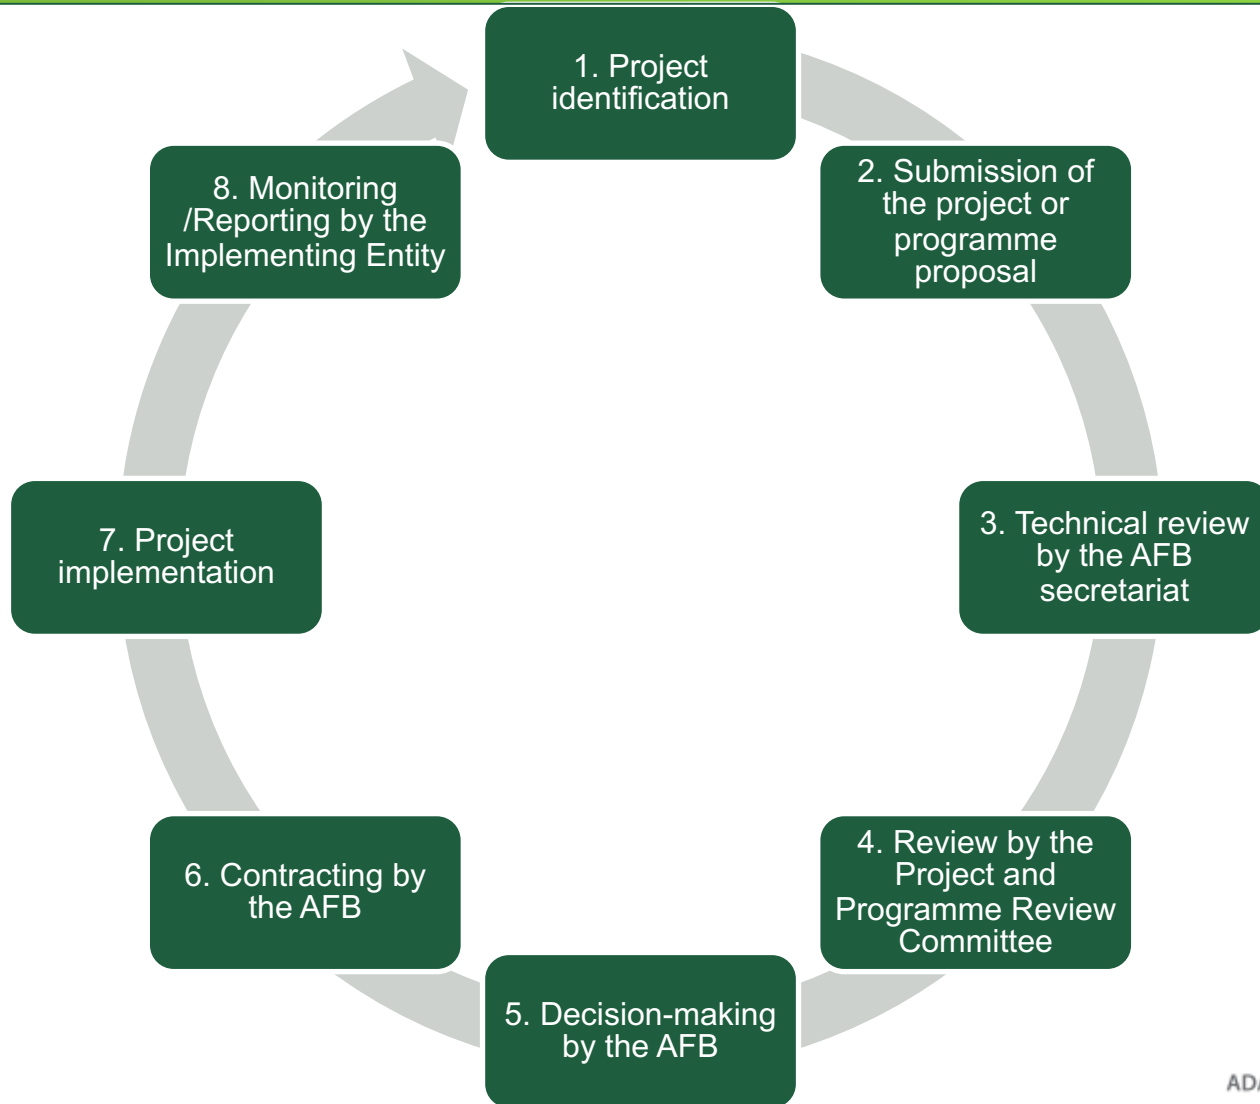 1. Project
identification
2. Submission of
the project or
programme
proposal
3. Technical review
by the AFB
secretariat
4. Review by the
Project and
Programme Review
Committee
5. Decision-making
by the AFB
6. Contracting by
the AFB
7. Project
implementation
8. Monitoring
/Reporting by the
Implementing Entity